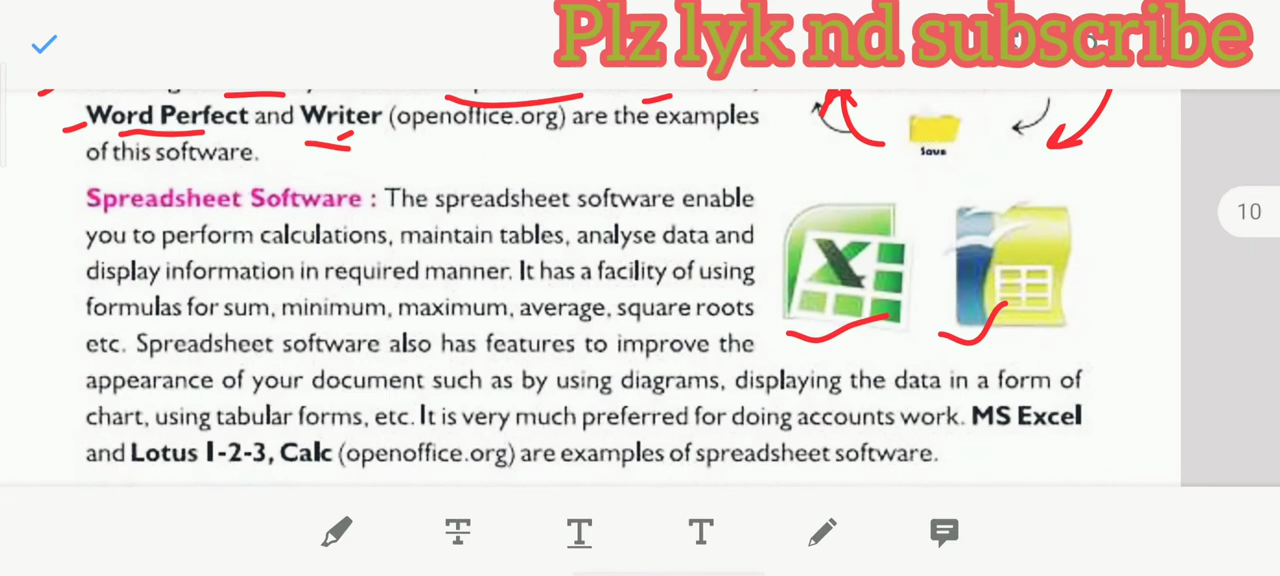 Plz lyk nd subscribe
Word Perfect and Writer (openoffice.org) are the examples
of this software.
Save
Spreadsheet Software : The spreadsheet software enable
you to perform calculations, maintain tables, analyse data and
display information in required manner. It has a facility of using
formulas for sum, minimum, maximum, average, square roots
etc. Spreadsheet software also has features to improve the
appearance of your document such as by using diagrams, displaying the data in a form of
chart, using tabular forms, etc. It is very much preferred for doing accounts work. MS Excel
and Lotus 1-2-3, Calc (openoffice.org) are examples of spreadsheet software.
10